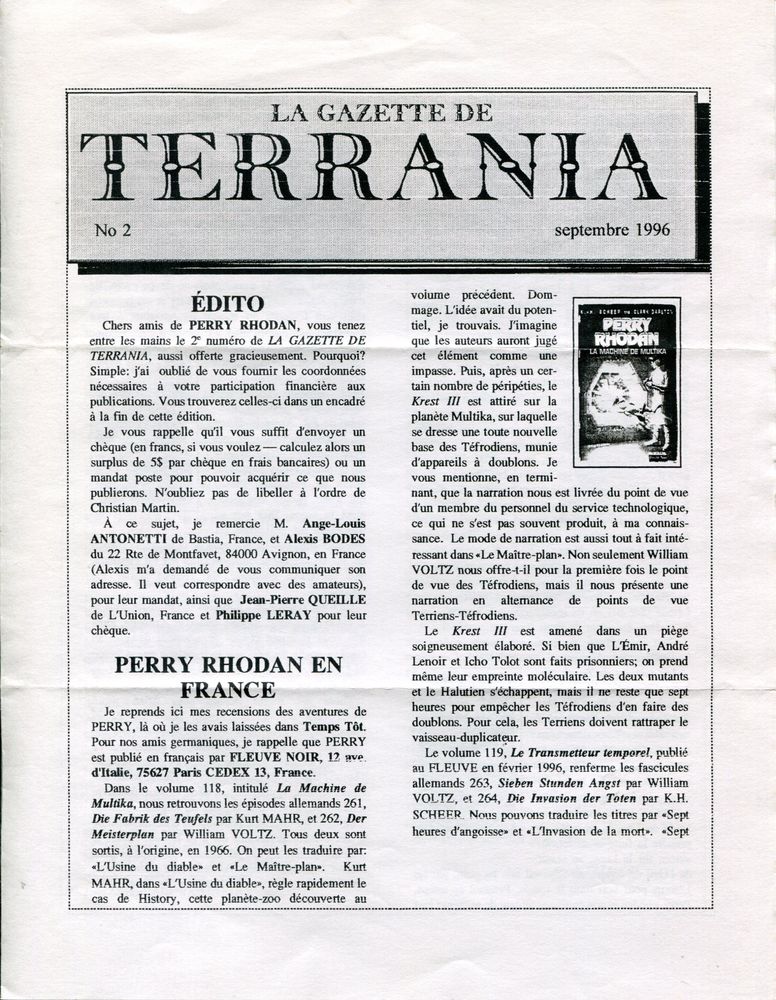 LA GAZETTE DE
TERRANIA
No 2
septembre 1996
ÉDITO
Chers amis de PERRY RHODAN, vous tenez
entre les mains le 2e numéro de LA GAZETTE DE
TERRANIA, aussi offerte gracieusement. Pourquoi?
Simple: j'ai oublié de vous fournir les coordonnées
nécessaires à votre participation financière aux
publications. Vous trouverez celles-ci dans un encadré
à la fin de cette édition.
Je vous rappelle qu'il vous suffit d'envoyer un
chèque (en francs, si vous voulez — calculez alors un
surplus de 5$ par chèque en frais bancaires) ou un
mandat poste pour pouvoir acquérir ce que nous
publierons. N'oubliez pas de libeller à l'ordre de
Christian Martin.
À ce sujet, je remercie M. Ange-Louis
ANTONETTI de Bastia, France, et Alexis BODES
du 22 Rte de Montfavet, 84000 Avignon, en France
(Alexis m'a demandé de vous communiquer son
adresse. Il veut correspondre avec des amateurs),
pour leur mandat, ainsi que Jean-Pierre QUEILLE
de L'Union, France et Philippe LERAY pour leur
chèque.
PERRY RHODAN EN
FRANCE
Je reprends ici mes recensions des aventures de
PERRY, là où je les avais laissées dans Temps Tôt.
Pour nos amis germaniques, je rappelle que PERRY
est publié en français par FLEUVE NOIR, 12 ave.
d'Italie, 75627 Paris CEDEX 13, France.
Dans le volume 118, intitulé La Machine de
Multika, nous retrouvons les épisodes allemands 261,
Die Fabrik des Teufels par Kurt MAHR, et 262, Der
Meisterplan par William VOLTZ. Tous deux sont
sortis, à l'origine, en 1966. On peut les traduire par:
«L'Usine du diable» et «Le Maître-plan». Kurt
MAHR, dans «L'Usine du diable», règle rapidement le
cas de History, cette planète-zoo découverte au
volume précédent. Dom-
mage. L'idée avait du poten-
tiel, je trouvais. J'imagine
que les auteurs auront jugé
cet élément comme une
impasse. Puis, après un cer-
tain nombre de péripéties, le
Krest III est attiré sur la
planète Multika, sur laquelle
se dresse une toute nouvelle
base des Téfrodiens, munie
d'appareils à doublons. Je
vous mentionne, en termi-
nant, que la narration nous est livrée du point de vue
d'un membre du personnel du service technologique,
ce qui ne s'est pas souvent produit, à ma connais-
sance. Le mode de narration est aussi tout à fait inté-
ressant dans «Le Maître-plan». Non seulement William
VOLTZ nous offre-t-il pour la première fois le point
de vue des Téfrodiens, mais il nous présente une
narration en alternance de points de vue
Terriens-Téfrodiens.
Le Krest III est amené dans un piège
soigneusement élaboré. Si bien que L'Émir, André
Lenoir et Icho Tolot sont faits prisonniers; on prend
même leur empreinte moléculaire. Les deux mutants
et le Halutien s'échappent, mais il ne reste que sept
heures pour empêcher les Téfrodiens d'en faire des
doublons. Pour cela, les Terriens doivent rattraper le
vaisseau-duplicateur.
Le volume 119, Le Transmetteur temporel, publié
au FLEUVE en février 1996, renferme les fascicules
allemands 263, Sieben Stunden Angst par William
VOLTZ, et 264, Die Invasion der Toten par K.H.
SCHEER. Nous pouvons traduire les titres par «Sept
heures d'angoisse» et «L'Invasion de la mort». «Sept
K.-H. SCHEER ET CLARK DARLTON
PERRY
RHODAN
LA MACHINE DE MULTIKA